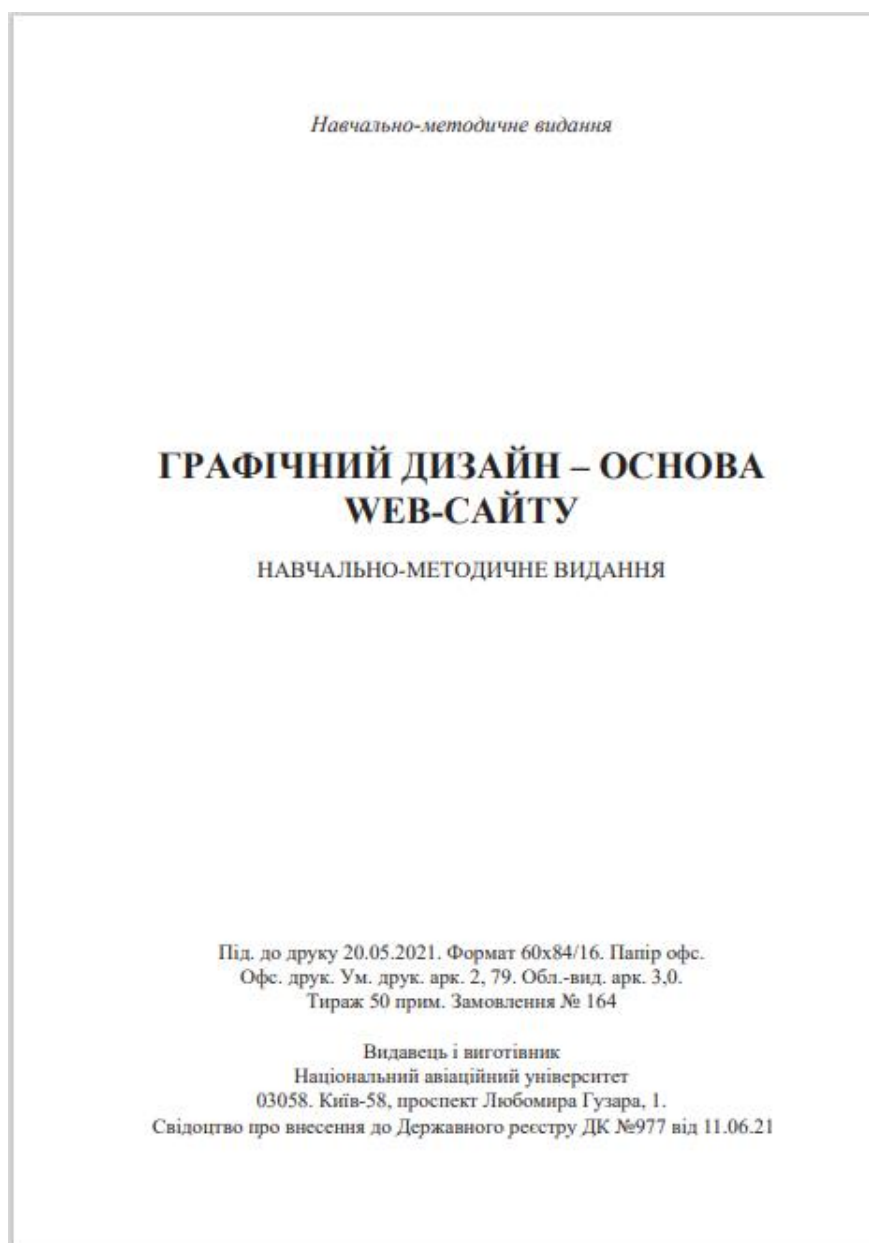 Навчально-методичне видання
ГРАФІЧНИЙ ДИЗАЙН – ОСНОВА
WEB-САЙТУ
НАВЧАЛЬНО-МЕТОДИЧНЕ ВИДАННЯ
Під. до друку 20.05.2021. Формат 60х84/16. Папір офс.
Офс. друк. Ум. друк. арк. 2, 79. Обл.-вид. арк. 3,0.
Тираж 50 прим. Замовлення № 164
Видавець і виготівник
Національний авіаційний університет
03058. Київ-58, проспект Любомира Гузара, 1.
Свідоцтво про внесення до Державного реєстру ДК №977 від 11.06.21